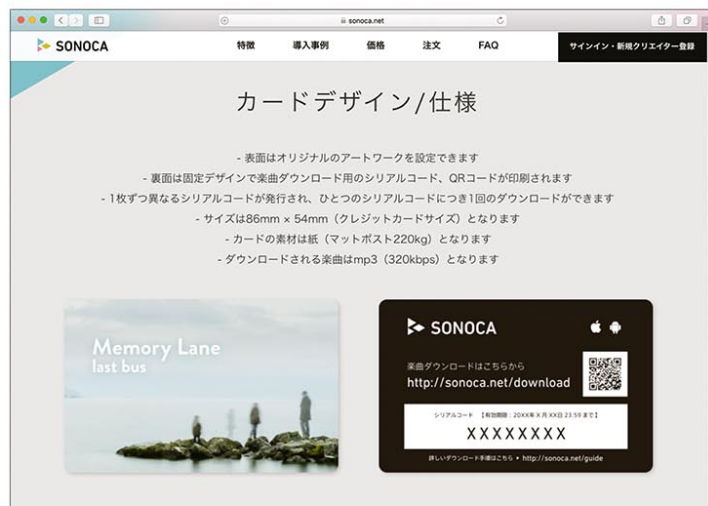 sonoca.net
SONOCA
特徴 導入事例 価格 注文 FAQ サインイン・新規クリエイター登録
カードデザイン/仕様
- 表面はオリジナルのアートワークを設定できます
- 裏面は固定デザインで楽曲ダウンロード用のシリアルコード、QRコードが印刷されます
- 1枚ずつ異なるシリアルコードが発行され、ひとつのシリアルコードにつき1回のダウンロードができます
- サイズは86mm × 54mm（クレジットカードサイズ）となります
- カードの素材は紙（マットポスト220kg）となります
- ダウンロードされる楽曲はmp3（320kbps）となります
Memory Lane
last bus
SONOCA
楽曲ダウンロードはこちらから
http://sonoca.net/download
シリアルコード 【有効期限：20XX年X月XX日 23:59まで】
XXXXXXXX
詳しいダウンロード手順はこちら・http://sonoca.net/guide